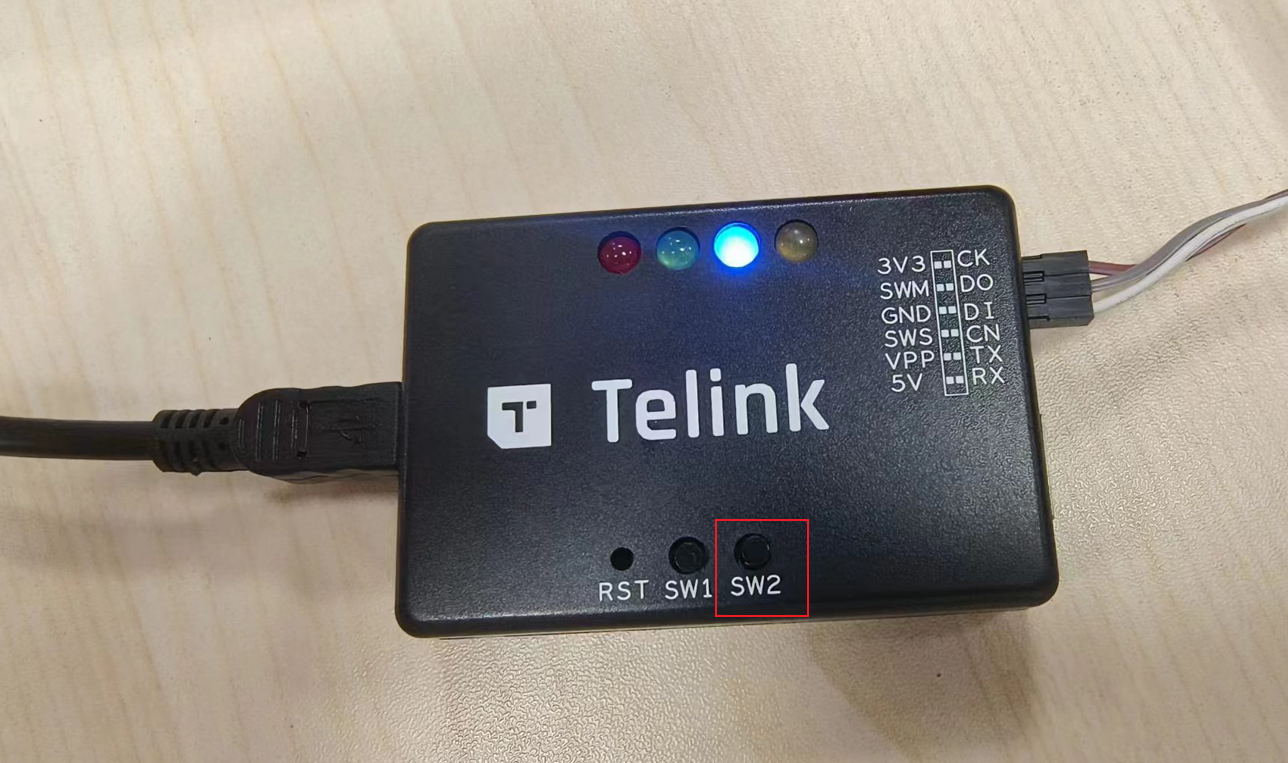 3V3 CK
SWM DO
GND DI
SWS CN
VPP TX
5V RX
T Telink
RST SW1 SW2